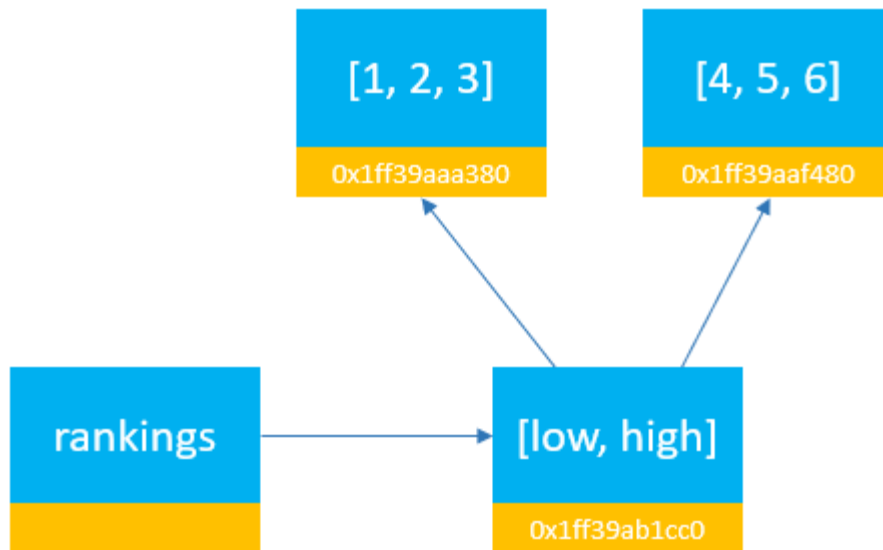 [1, 2, 3]
0x1ff39aaa380
[4, 5, 6]
0x1ff39aaf480
rankings
[low, high]
0x1ff39ab1cc0